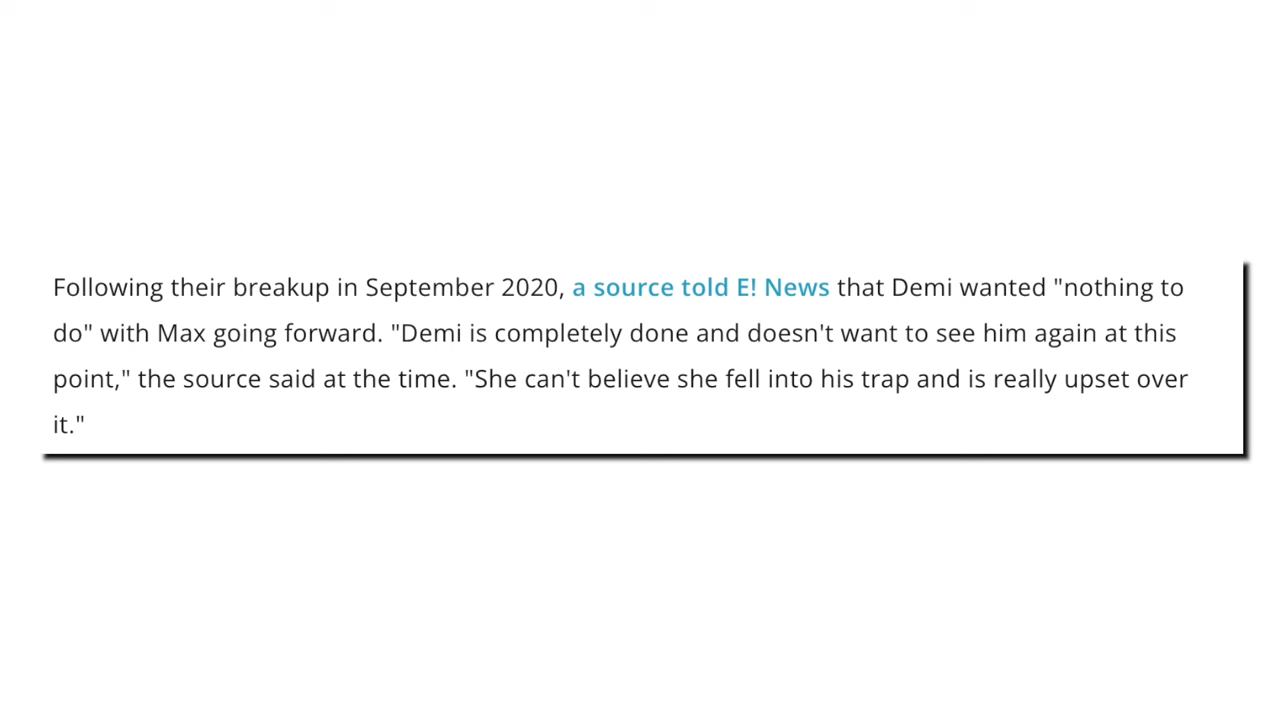 Following their breakup in September 2020, a source told E! News that Demi wanted "nothing to
do" with Max going forward. "Demi is completely done and doesn't want to see him again at this
point," the source said at the time. "She can't believe she fell into his trap and is really upset over
it."